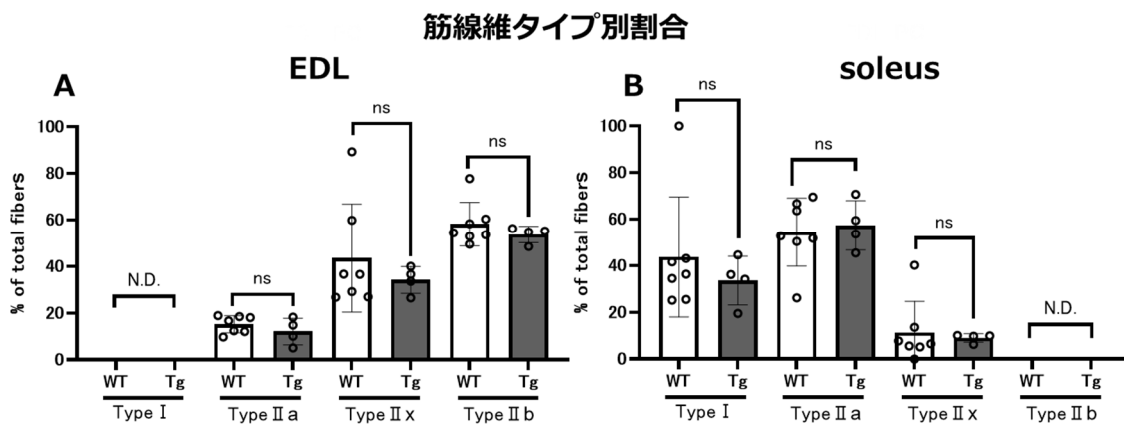 筋線維タイプ別割合
A
EDL
% of total fibers
100
80
60
40
20
0
N.D.
ns
ns
ns
WT Tg WT Tg WT Tg WT Tg
Type Ⅰ Type Ⅱa Type Ⅱx Type Ⅱb
B
soleus
% of total fibers
100
80
60
40
20
0
ns
ns
ns
N.D.
WT Tg WT Tg WT Tg WT Tg
Type Ⅰ Type Ⅱa Type Ⅱx Type Ⅱb